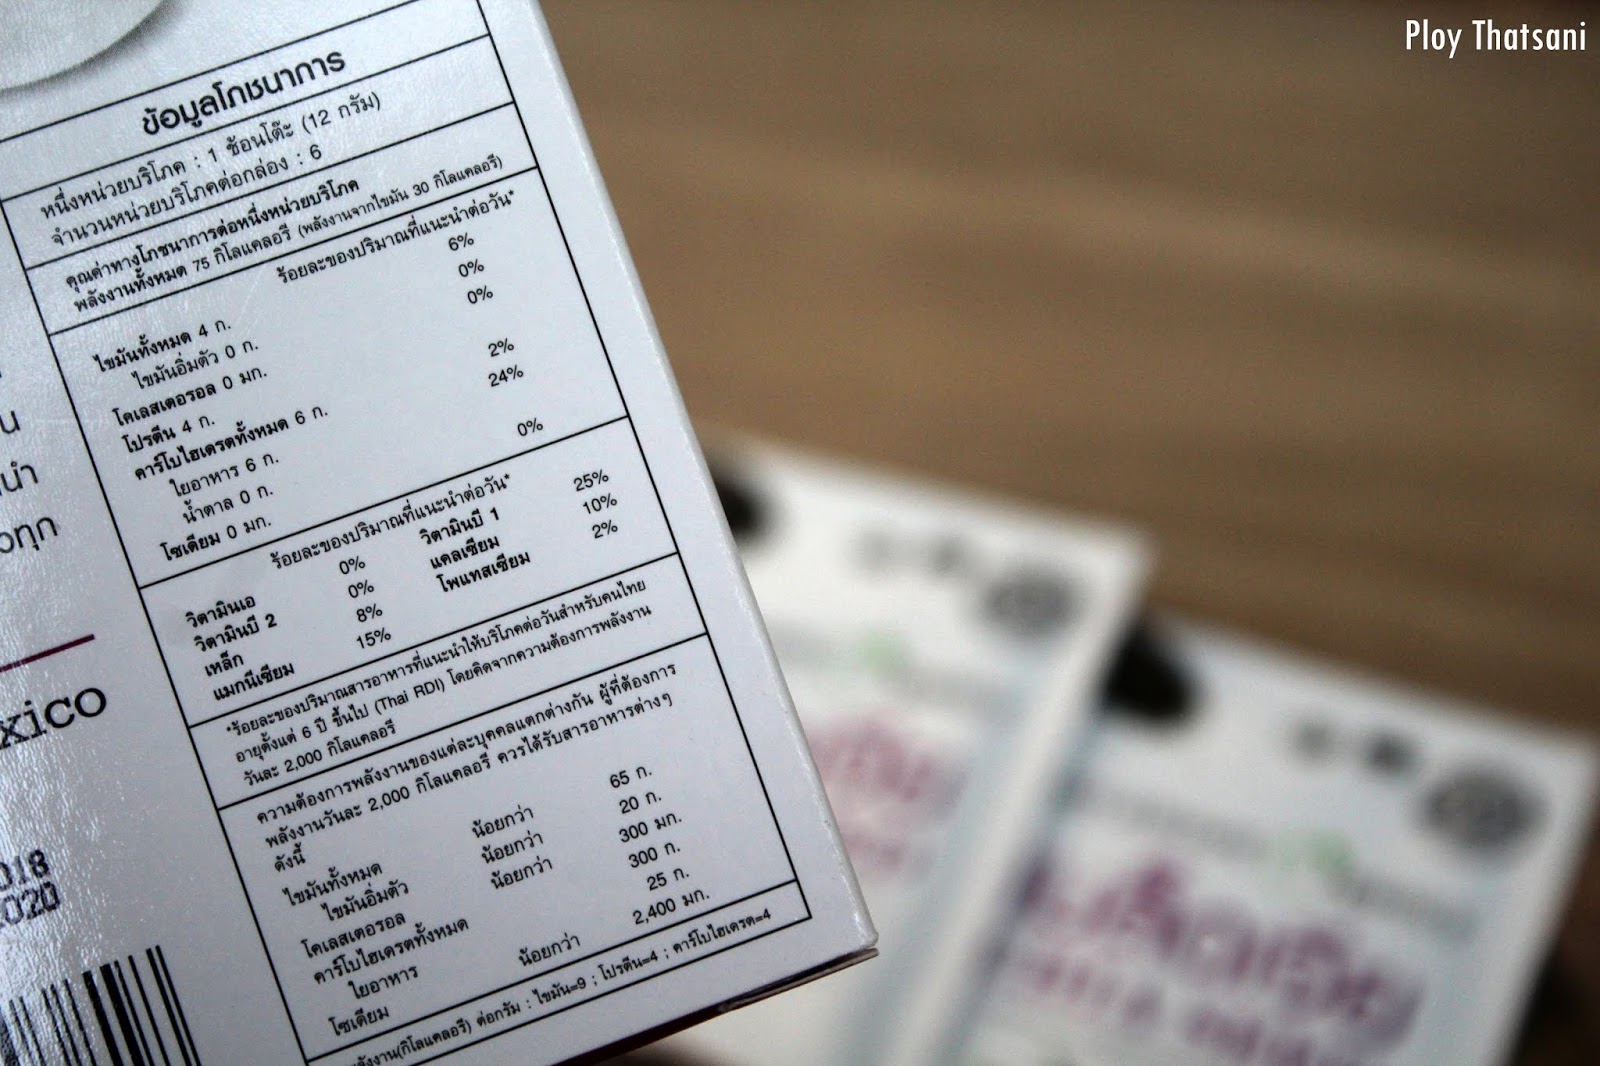 Ploy Thatsani
ข้อมูลโภชนาการ
หนึ่งหน่วยบริโภค : 1 ช้อนโต๊ะ (12 กรัม)
จำนวนหน่วยบริโภคต่อกล่อง : 6
คุณค่าทางโภชนาการต่อหนึ่งหน่วยบริโภค
พลังงานทั้งหมด 75 กิโลแคลอรี (พลังงานจากไขมัน 30 กิโลแคลอรี)
ร้อยละของปริมาณที่แนะนำต่อวัน*
ไขมันทั้งหมด 4 ก. 6%
ไขมันอิ่มตัว 0 ก. 0%
โคเลสเตอรอล 0 มก. 0%
โปรตีน 4 ก.
คาร์โบไฮเดรตทั้งหมด 6 ก. 2%
ใยอาหาร 6 ก. 24%
น้ำตาล 0 ก.
โซเดียม 0 มก. 0%
ร้อยละของปริมาณที่แนะนำต่อวัน*
วิตามินเอ 0% วิตามินบี 1 25%
วิตามินบี 2 0% แคลเซียม 10%
เหล็ก 8% โพแทสเซียม 2%
แมกนีเซียม 15%
*ร้อยละของปริมาณสารอาหารที่แนะนำให้บริโภคต่อวันสำหรับคนไทย
อายุตั้งแต่ 6 ปี ขึ้นไป (Thai RDI) โดยคิดจากความต้องการพลังงาน
วันละ 2,000 กิโลแคลอรี
ความต้องการพลังงานของแต่ละบุคคลแตกต่างกัน ผู้ที่ต้องการ
พลังงานวันละ 2,000 กิโลแคลอรี ควรได้รับสารอาหารต่างๆ
ดังนี้
ไขมันทั้งหมด น้อยกว่า 65 ก.
ไขมันอิ่มตัว น้อยกว่า 20 ก.
โคเลสเตอรอล น้อยกว่า 300 มก.
คาร์โบไฮเดรตทั้งหมด 300 ก.
ใยอาหาร 25 ก.
โซเดียม น้อยกว่า 2,400 มก.
พลังงาน(กิโลแคลอรี) ต่อกรัม : ไขมัน=9 ; โปรตีน=4 ; คาร์โบไฮเดรต=4
xico
018
2020